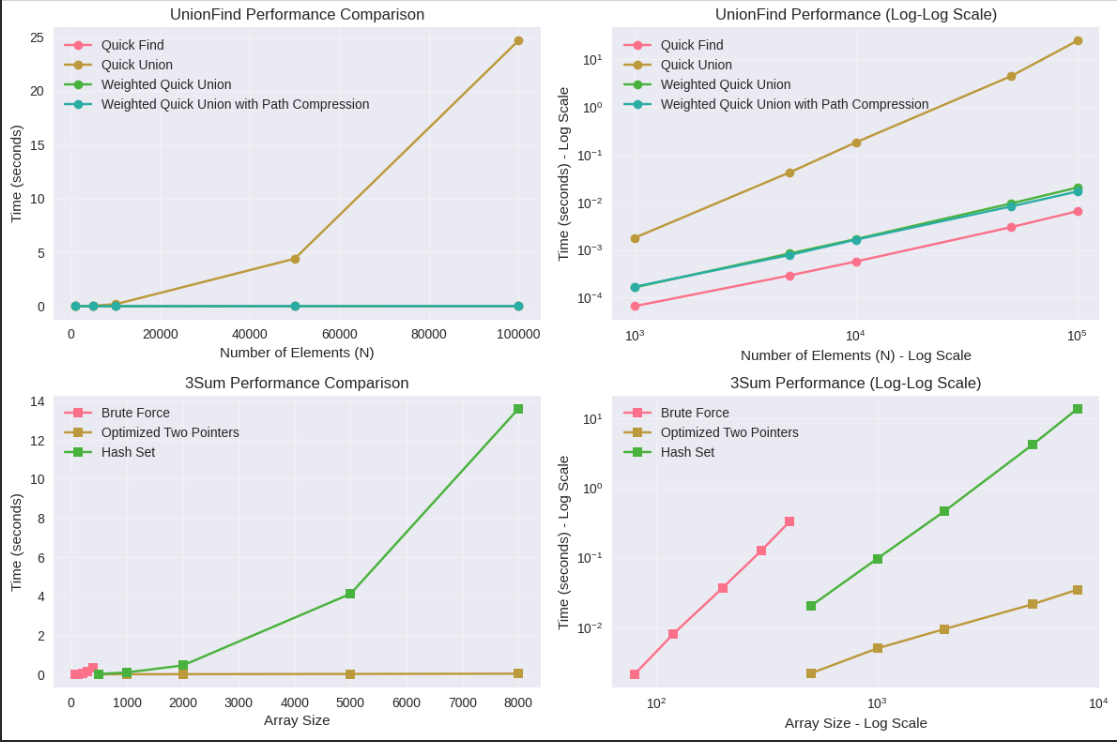 UnionFind Performance Comparison
Quick Find
Quick Union
Weighted Quick Union
Weighted Quick Union with Path Compression
Time (seconds)
25
20
15
10
5
0
0 20000 40000 60000 80000 100000
Number of Elements (N)
UnionFind Performance (Log-Log Scale)
Quick Find
Quick Union
Weighted Quick Union
Weighted Quick Union with Path Compression
Time (seconds) - Log Scale
10¹
10⁰
10⁻¹
10⁻²
10⁻³
10⁻⁴
10³ 10⁴ 10⁵
Number of Elements (N) - Log Scale
3Sum Performance Comparison
Brute Force
Optimized Two Pointers
Hash Set
Time (seconds)
14
12
10
8
6
4
2
0
0 1000 2000 3000 4000 5000 6000 7000 8000
Array Size
3Sum Performance (Log-Log Scale)
Brute Force
Optimized Two Pointers
Hash Set
Time (seconds) - Log Scale
10¹
10⁰
10⁻¹
10⁻²
10² 10³ 10⁴
Array Size - Log Scale